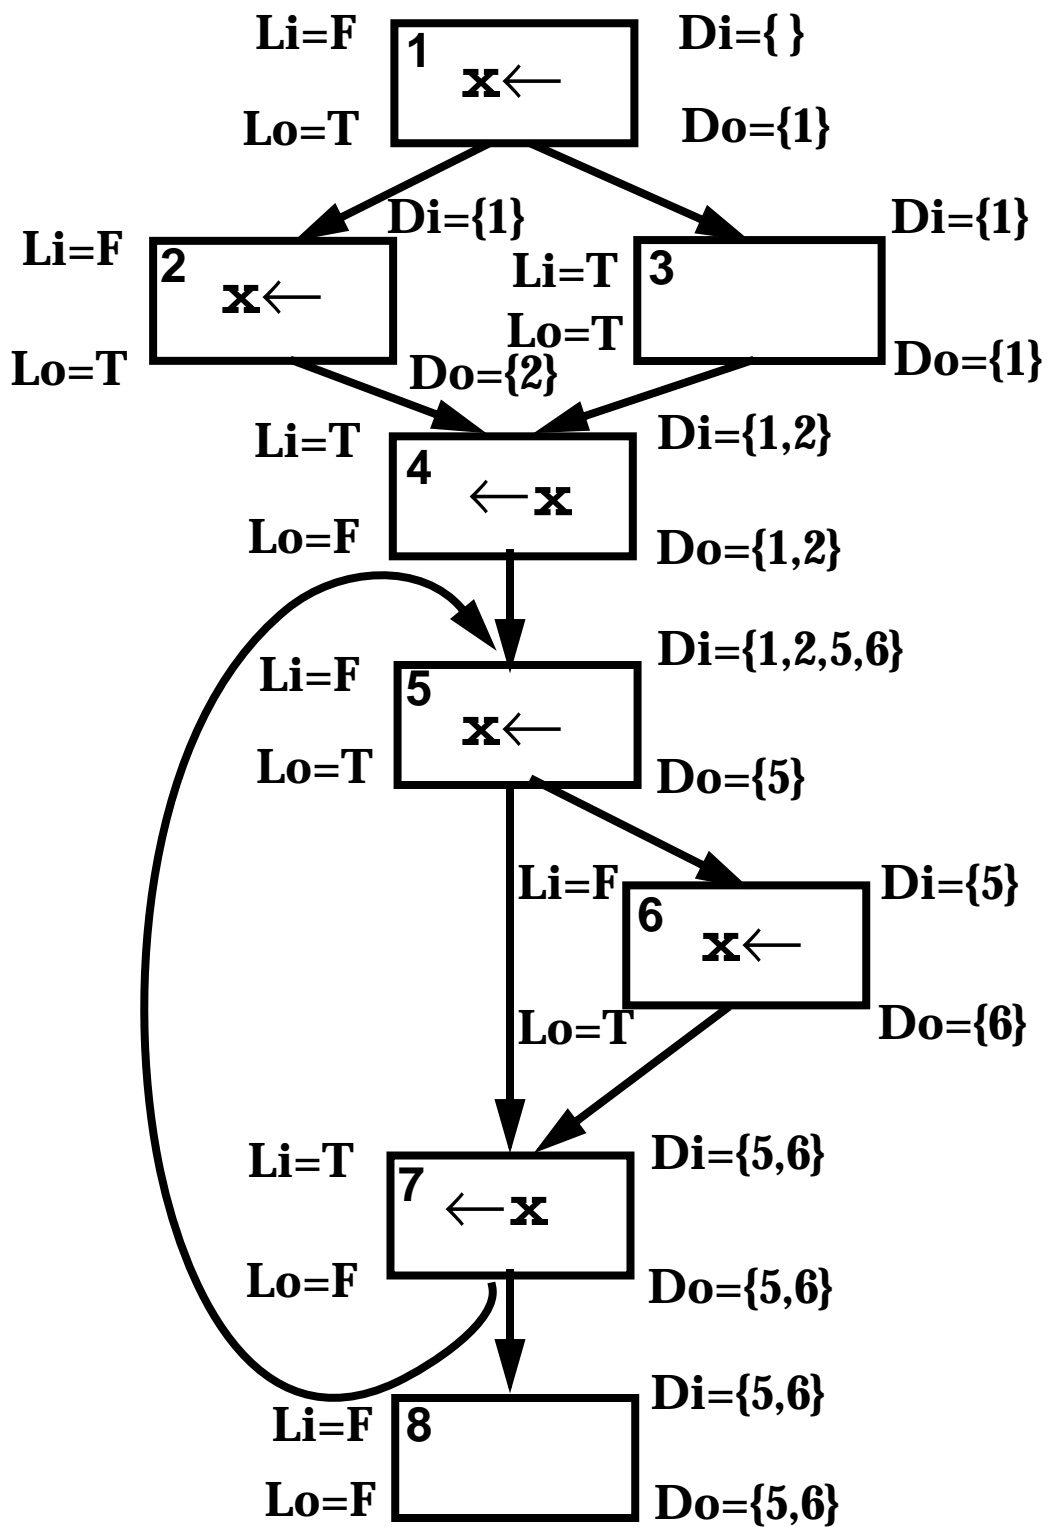 Li=F
1
Di={ }
x←
Lo=T
Do={1}
Di={1}
Di={1}
Li=F
2
Li=T
3
x←
Lo=T
Lo=T
Do={2}
Do={1}
Li=T
4
Di={1,2}
←x
Lo=F
Do={1,2}
Di={1,2,5,6}
Li=F
5
x←
Lo=T
Do={5}
Li=F
6
Di={5}
x←
Lo=T
Do={6}
Li=T
7
Di={5,6}
←x
Lo=F
Do={5,6}
Di={5,6}
Li=F
8
Lo=F
Do={5,6}